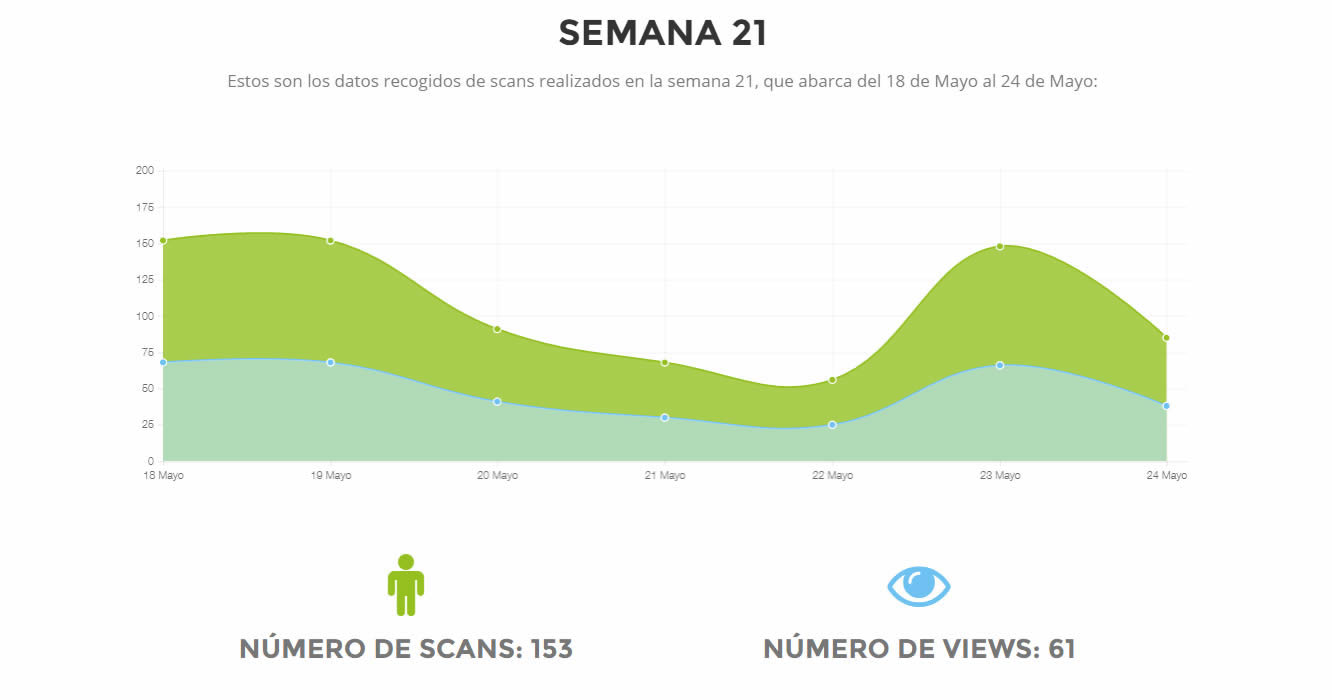 SEMANA 21
Estos son los datos recogidos de scans realizados en la semana 21, que abarca del 18 de Mayo al 24 de Mayo:
200
175
150
125
100
75
50
25
0
18 Mayo 19 Mayo 20 Mayo 21 Mayo 22 Mayo 23 Mayo 24 Mayo
NÚMERO DE SCANS: 153 NÚMERO DE VIEWS: 61